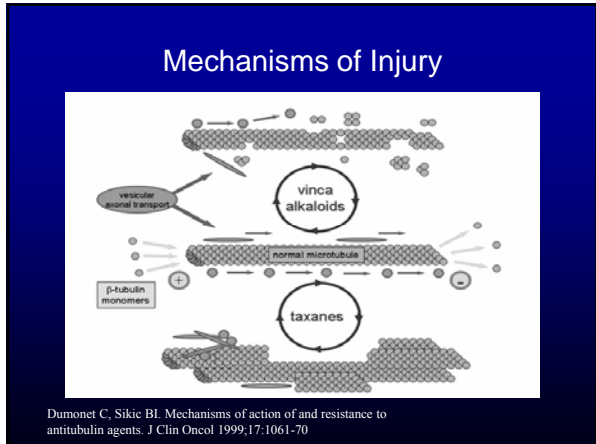 Mechanisms of Injury
vinca
alkaloids
vesicular
axonal transport
normal microtubule
+
-
β-tubulin
monomers
taxanes
Dumonet C, Sikic BI. Mechanisms of action of and resistance to
antitubulin agents. J Clin Oncol 1999;17:1061-70